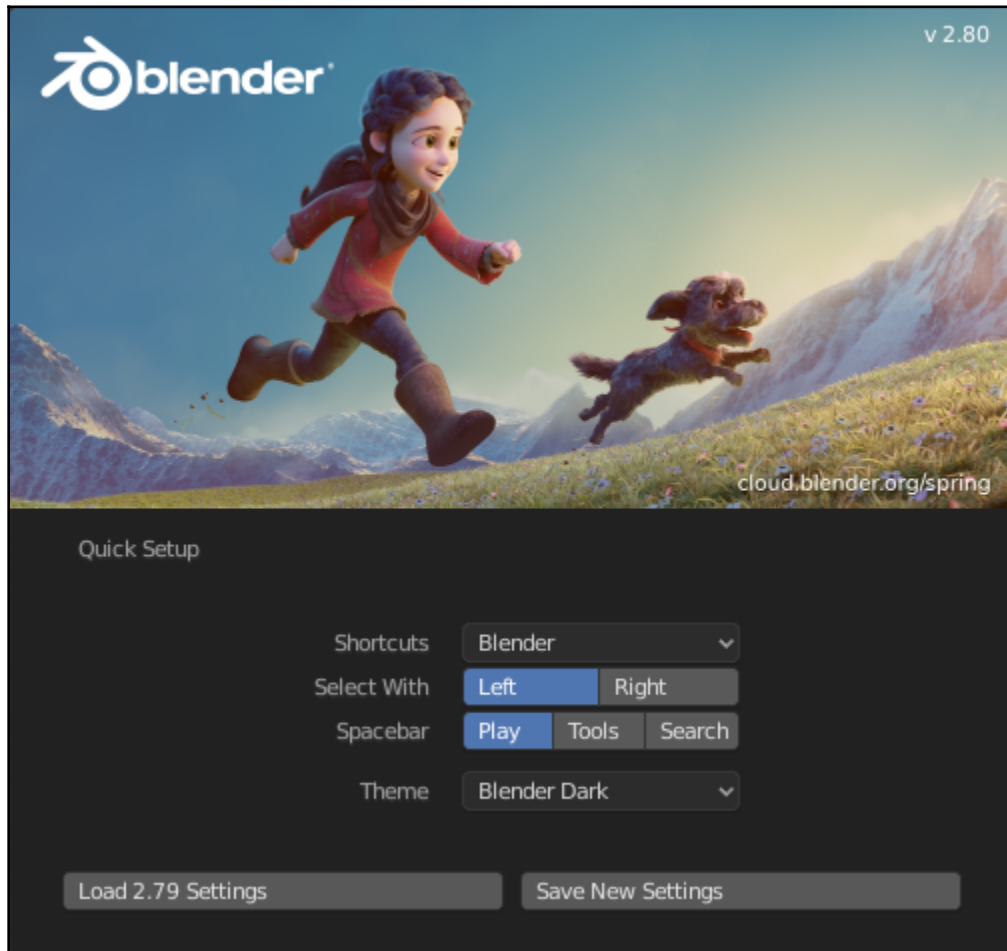 blender
v 2.80
cloud.blender.org/spring
Quick Setup
Shortcuts Blender
Select With Left Right
Spacebar Play Tools Search
Theme Blender Dark
Load 2.79 Settings Save New Settings